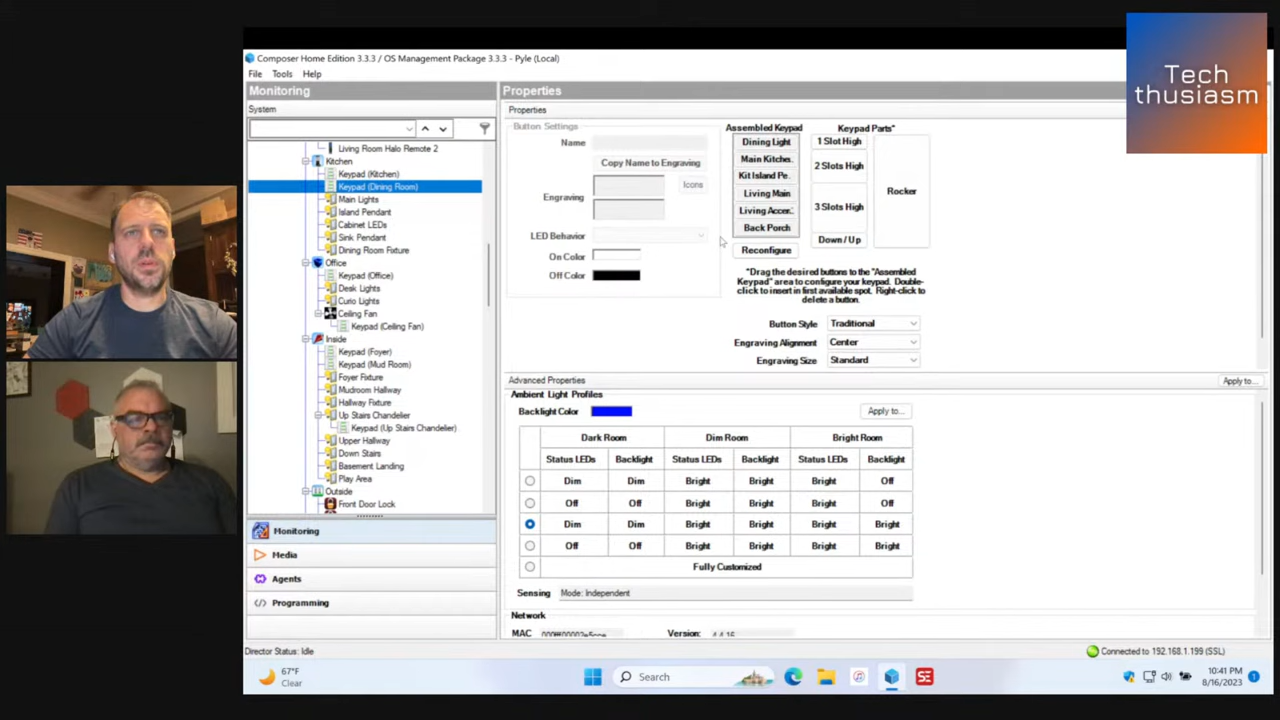 Tech
thusiasm
Composer Home Edition 3.3.3 / OS Management Package 3.3.3 - Pyle (Local)
File Tools Help
Monitoring
System
Living Room Halo Remote 2
Kitchen
Keypad (Kitchen)
Keypad (Dining Room)
Main Lights
Island Pendant
Cabinet LEDs
Sink Pendant
Dining Room Fixture
Office
Keypad (Office)
Desk Lights
Curio Lights
Ceiling Fan
Keypad (Ceiling Fan)
Inside
Keypad (Foyer)
Keypad (Mud Room)
Foyer Fixture
Mudroom Hallway
Hallway Fixture
Up Stairs Chandelier
Keypad (Up Stairs Chandelier)
Upper Hallway
Down Stairs
Basement Landing
Play Area
Outside
Front Door Lock
Monitoring
Media
Agents
Programming
Properties
Properties
Button Settings
Name
Copy Name to Engraving
Engraving
Icons
LED Behavior
On Color
Off Color
Assembled Keypad
Dining Light
Main Kitche.
Kit Island Pe.
Living Main
Living Accer.
Back Porch
Reconfigure
Keypad Parts*
1 Slot High
2 Slots High
3 Slots High
Down / Up
Rocker
*Drag the desired buttons to the "Assembled
Keypad" area to configure your keypad. Double-
click to insert in first available spot. Right-click to
delete a button.
Button Style Traditional
Engraving Alignment Center
Engraving Size Standard
Advanced Properties Apply to...
Ambient Light Profiles
Backlight Color Apply to...
Dark Room Dim Room Bright Room
Status LEDs Backlight Status LEDs Backlight Status LEDs Backlight
Dim Dim Bright Bright Bright Off
Off Off Bright Bright Bright Off
Dim Dim Bright Bright Bright Bright
Off Off Bright Bright Bright Bright
Fully Customized
Sensing Mode: Independent
Network
MAC Version:
Director Status: Idle Connected to 192.168.1.199 (SSL)
67°F
Clear
Search
SE
10:41 PM
8/16/2023
1